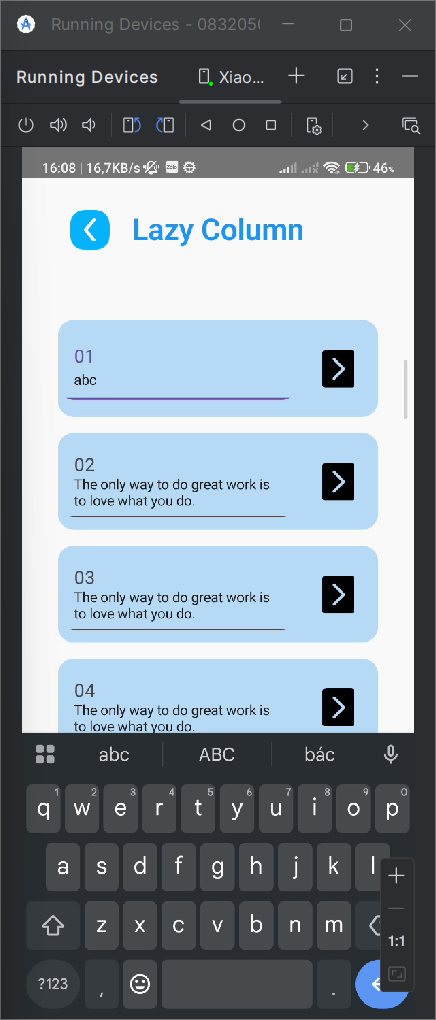 Running Devices - 083205
Running Devices
Xiao...
16:08 | 16,7KB/s
46%
Lazy Column
01
abc
02
The only way to do great work is
to love what you do.
03
The only way to do great work is
to love what you do.
04
The only way to do great work is
to love what you do.
abc ABC bác
1 2 3 4 5 6 7 8 9 0
q w e r t y u i o p
a s d f g h j k l
z x c v b n m
1:1
?123 , .